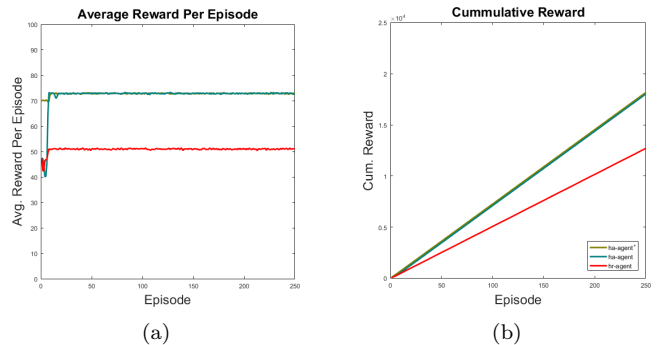 Average Reward Per Episode
Avg. Reward Per Episode
100
90
80
70
60
50
40
30
20
10
0
0 50 100 150 200 250
Episode
(a)
Cummulative Reward
Cum. Reward
×10⁴
2.5
2
1.5
1
0.5
0
0 50 100 150 200 250
Episode
ha-agent*
ha-agent
hr-agent
(b)